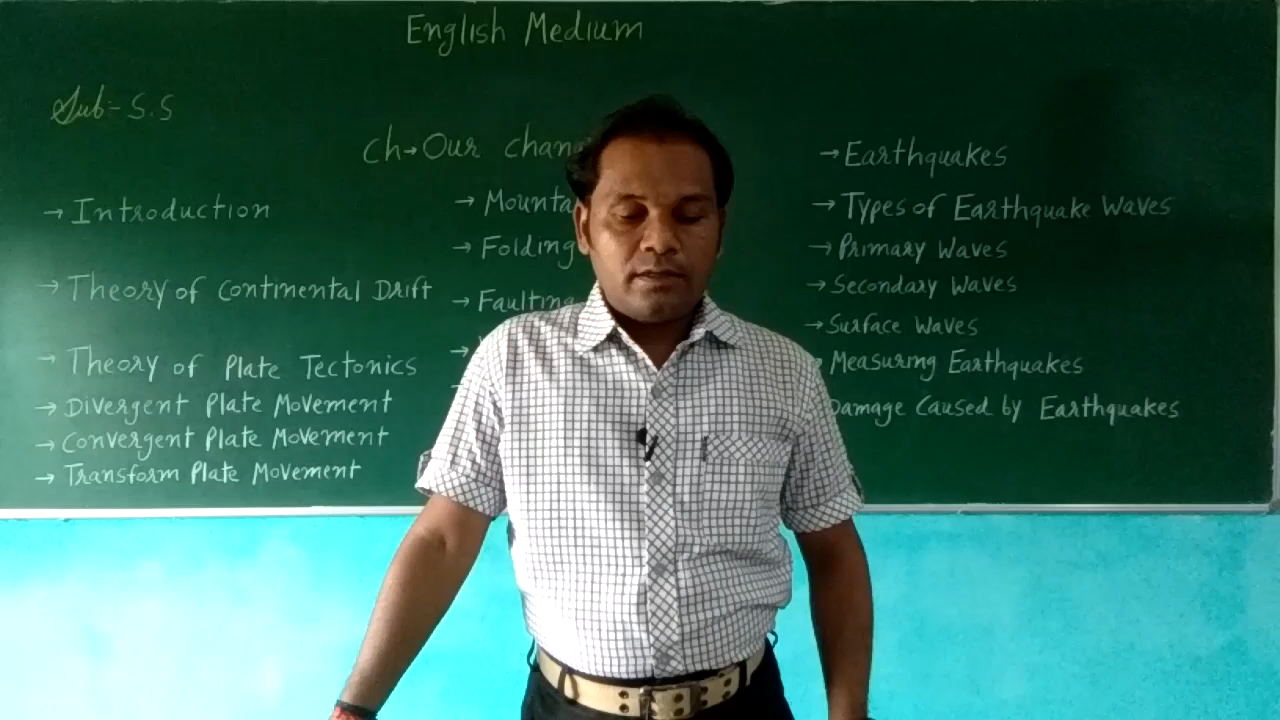 English Medium
Sub:- S.S
Ch→Our
→Introduction
→Theory of Continental Drift
→Theory of Plate Tectonics
→Divergent Plate Movement
→Convergent Plate Movement
→Transform Plate Movement
→
→Folding
→Faulting
→
→Earthquakes
→Types of Earthquake Waves
→Primary Waves
→Secondary Waves
→Surface Waves
Measuring Earthquakes
Damage Caused by Earthquakes